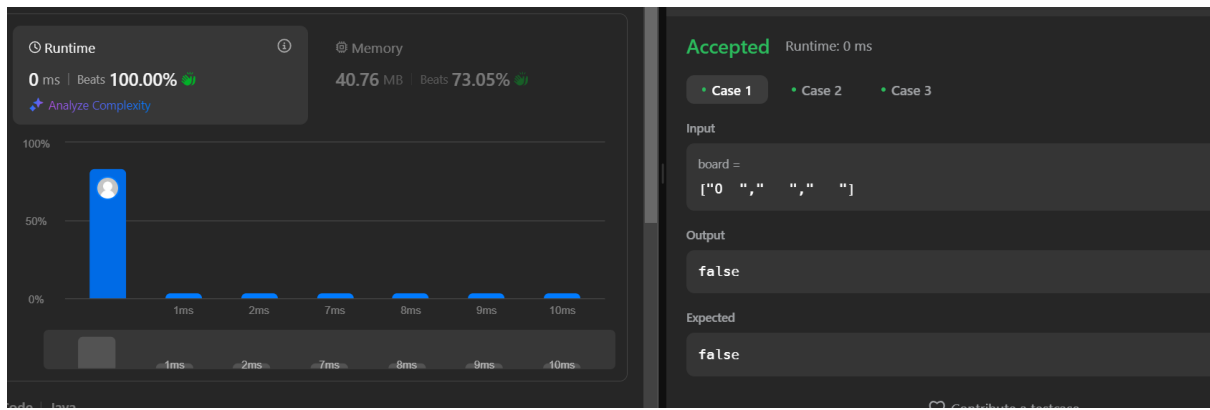 Runtime
0 ms | Beats 100.00%
Analyze Complexity
Memory
40.76 MB | Beats 73.05%
100%
50%
0%
1ms 2ms 7ms 8ms 9ms 10ms
1ms 2ms 7ms 8ms 9ms 10ms
Code | Java
Accepted Runtime: 0 ms
• Case 1 • Case 2 • Case 3
Input
board =
["O  ","   ","   "]
Output
false
Expected
false
Contribute a testcase